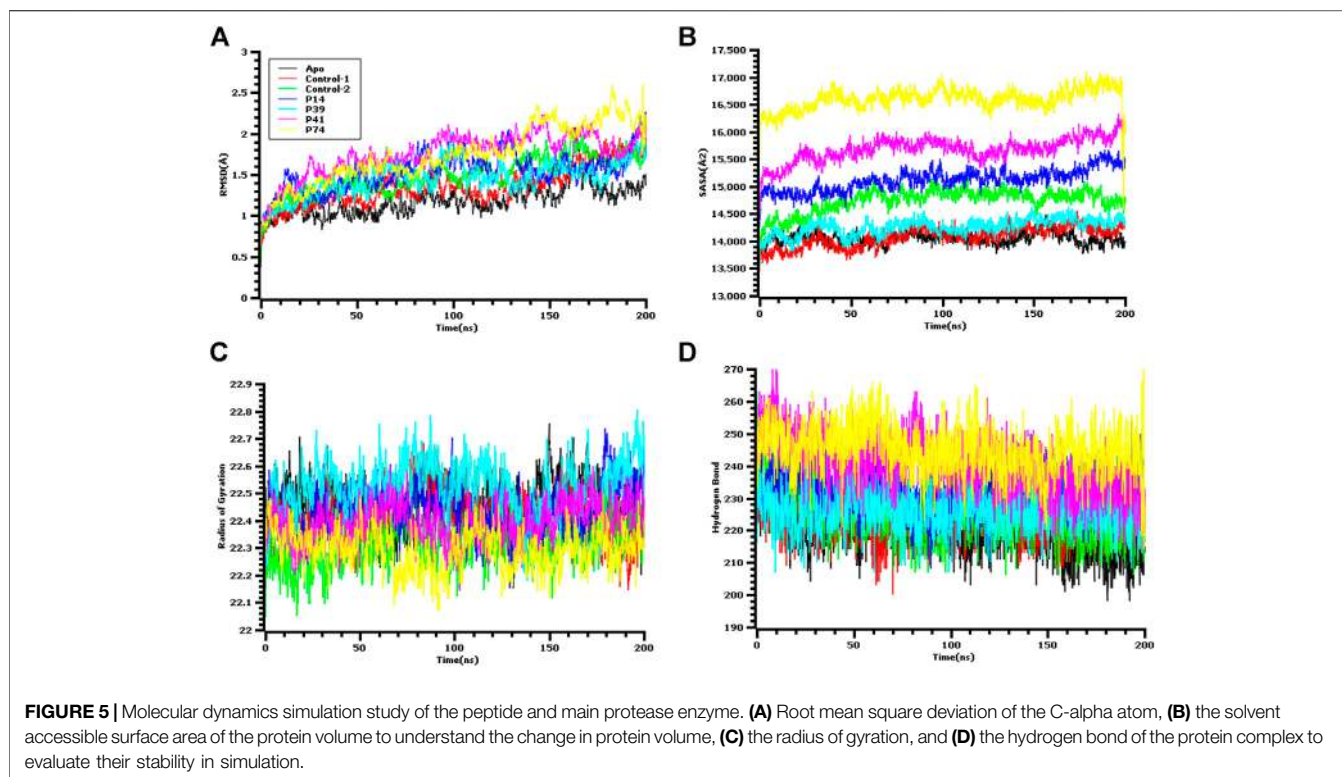 A
3
2.5
2
1.5
1
0.5
0
RMSD(Å)
Apo
Control-1
Control-2
P14
P39
P41
P74
0
50
100
150
200
Time(ns)
B
17,500
17,000
16,500
16,000
15,500
15,000
14,500
14,000
13,500
13,000
SASA(Å2)
0
50
100
150
200
Time(ns)
C
22.9
22.8
22.7
22.6
22.5
22.4
22.3
22.2
22.1
22
Radius of Gyration
0
50
100
150
200
Time(ns)
D
270
260
250
240
230
220
210
200
190
Hydrogen Bond
0
50
100
150
200
Time(ns)
FIGURE 5 | Molecular dynamics simulation study of the peptide and main protease enzyme. (A) Root mean square deviation of the C-alpha atom, (B) the solvent
accessible surface area of the protein volume to understand the change in protein volume, (C) the radius of gyration, and (D) the hydrogen bond of the protein complex to
evaluate their stability in simulation.